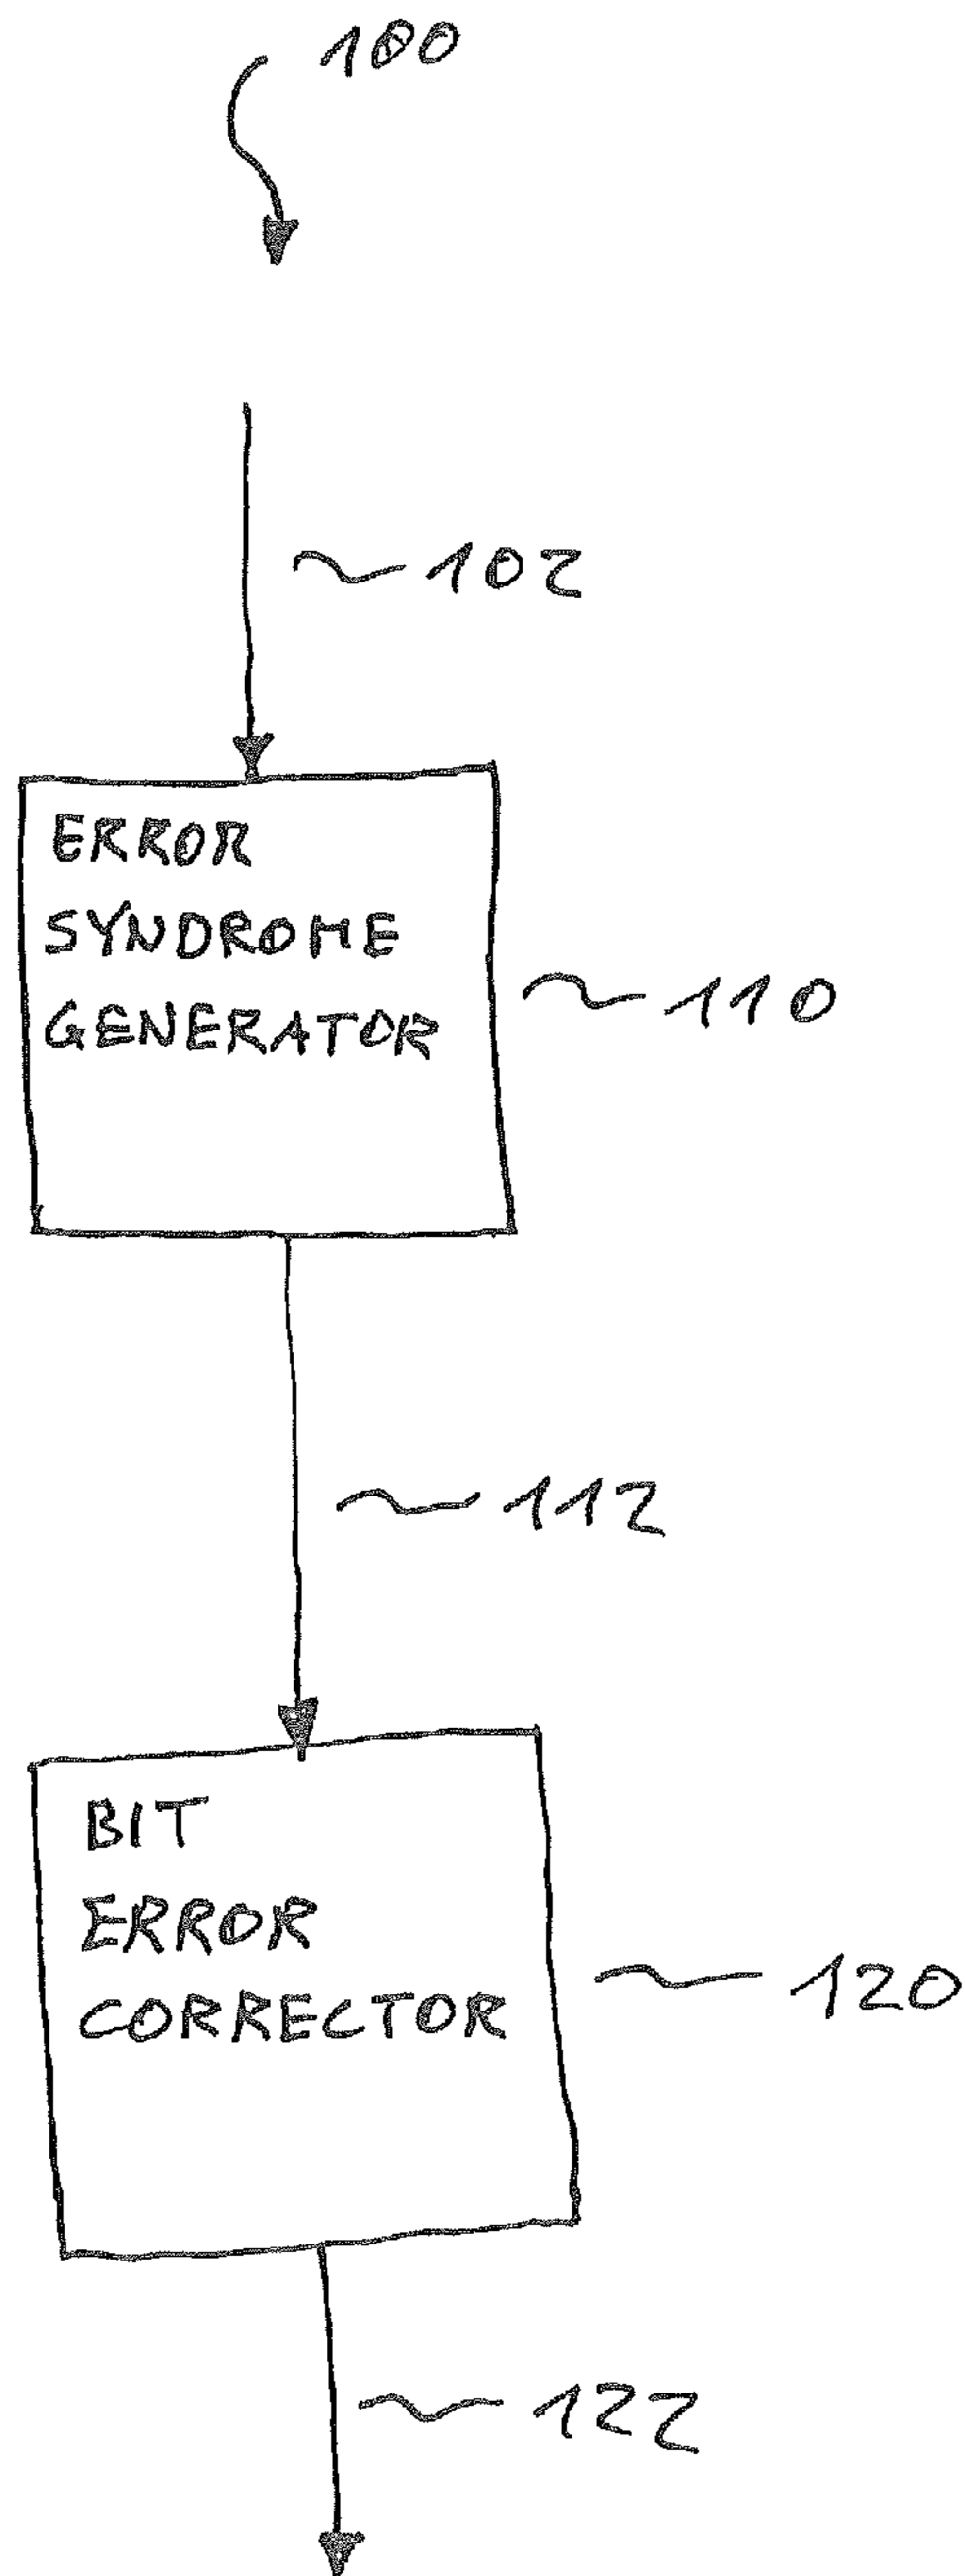 100
102
ERROR
SYNDROME
GENERATOR
110
112
BIT
ERROR
CORRECTOR
120
122